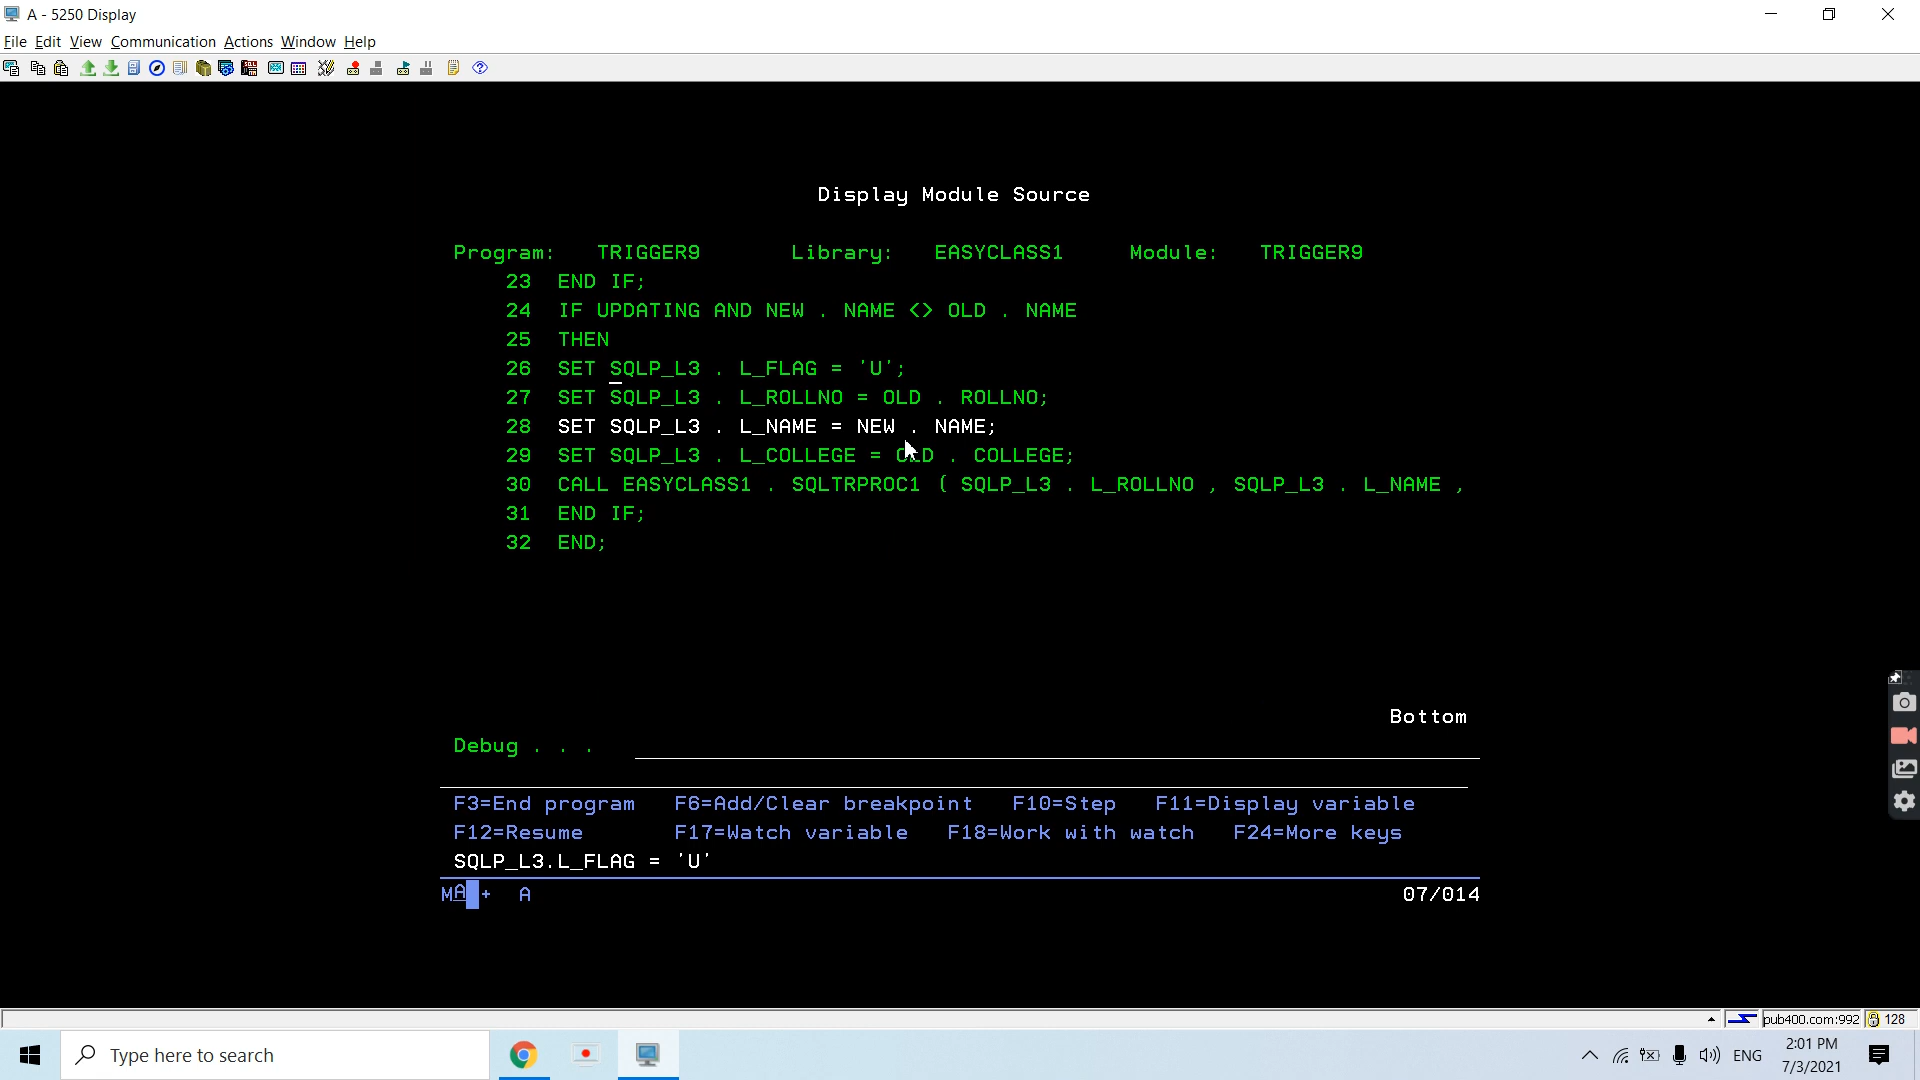 A - 5250 Display
File Edit View Communication Actions Window Help
Display Module Source
Program: TRIGGER9 Library: EASYCLASS1 Module: TRIGGER9
23 END IF;
24 IF UPDATING AND NEW . NAME <> OLD . NAME
25 THEN
26 SET SQLP_L3 . L_FLAG = 'U';
27 SET SQLP_L3 . L_ROLLNO = OLD . ROLLNO;
28 SET SQLP_L3 . L_NAME = NEW . NAME;
29 SET SQLP_L3 . L_COLLEGE = OLD . COLLEGE;
30 CALL EASYCLASS1 . SQLTRPROC1 ( SQLP_L3 . L_ROLLNO , SQLP_L3 . L_NAME ,
31 END IF;
32 END;
Bottom
Debug . . .
F3=End program F6=Add/Clear breakpoint F10=Step F11=Display variable
F12=Resume F17=Watch variable F18=Work with watch F24=More keys
SQLP_L3.L_FLAG = 'U'
MA + A 07/014
pub400.com:992 128
Type here to search
ENG
2:01 PM
7/3/2021